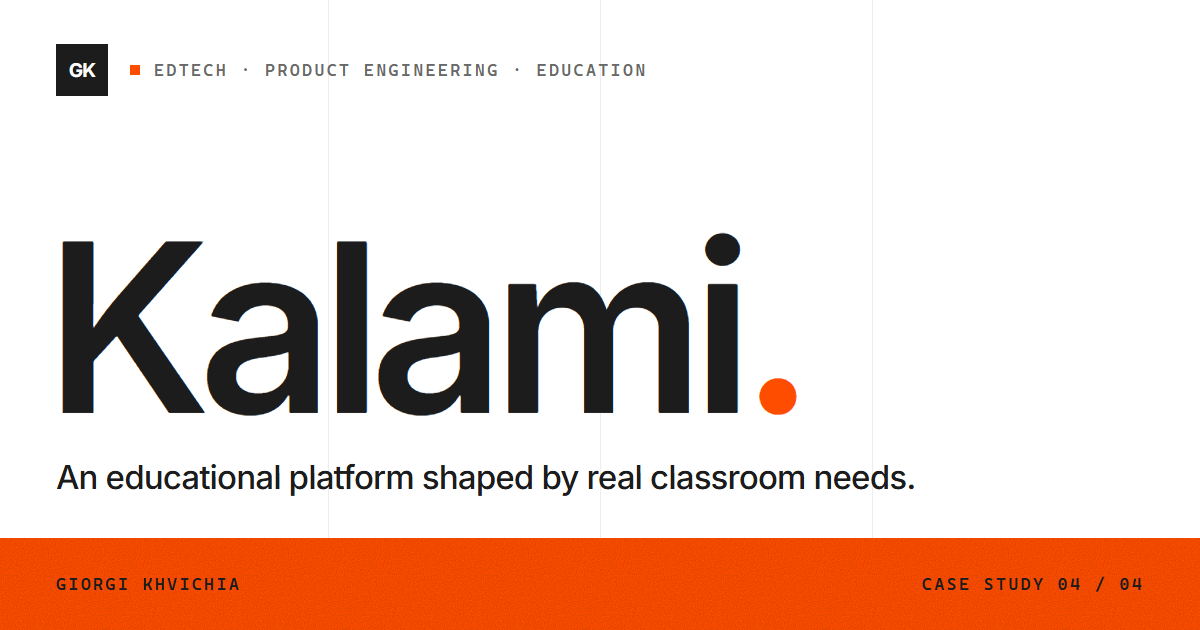 GK
EDTECH · PRODUCT ENGINEERING · EDUCATION
Kalami.
An educational platform shaped by real classroom needs.
GIORGI KHVICHIA
CASE STUDY 04 / 04